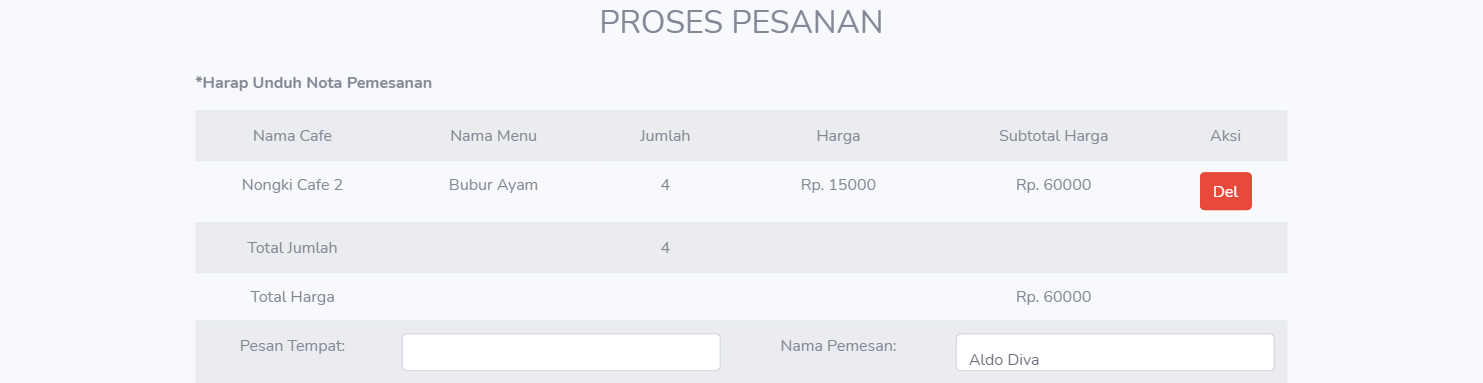 PROSES PESANAN
*Harap Unduh Nota Pemesanan
Nama Cafe Nama Menu Jumlah Harga Subtotal Harga Aksi
Nongki Cafe 2 Bubur Ayam 4 Rp. 15000 Rp. 60000 Del
Total Jumlah 4
Total Harga Rp. 60000
Pesan Tempat: Nama Pemesan: Aldo Diva